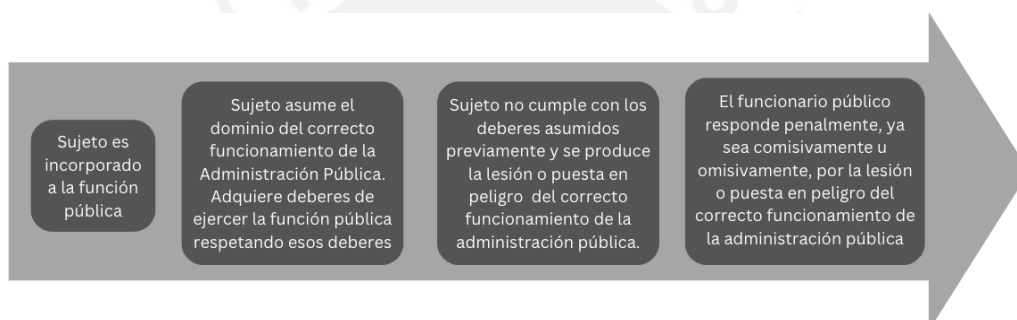 Sujeto es
incorporado
a la función
pública
Sujeto asume el
dominio del correcto
funcionamiento de la
Administración Pública.
Adquiere deberes de
ejercer la función pública
respetando esos deberes
Sujeto no cumple con los
deberes asumidos
previamente y se produce
la lesión o puesta en
peligro del correcto
funcionamiento de la
administración pública.
El funcionario público
responde penalmente, ya
sea comisivamente u
omisivamente, por la lesión
o puesta en peligro del
correcto funcionamiento de
la administración pública